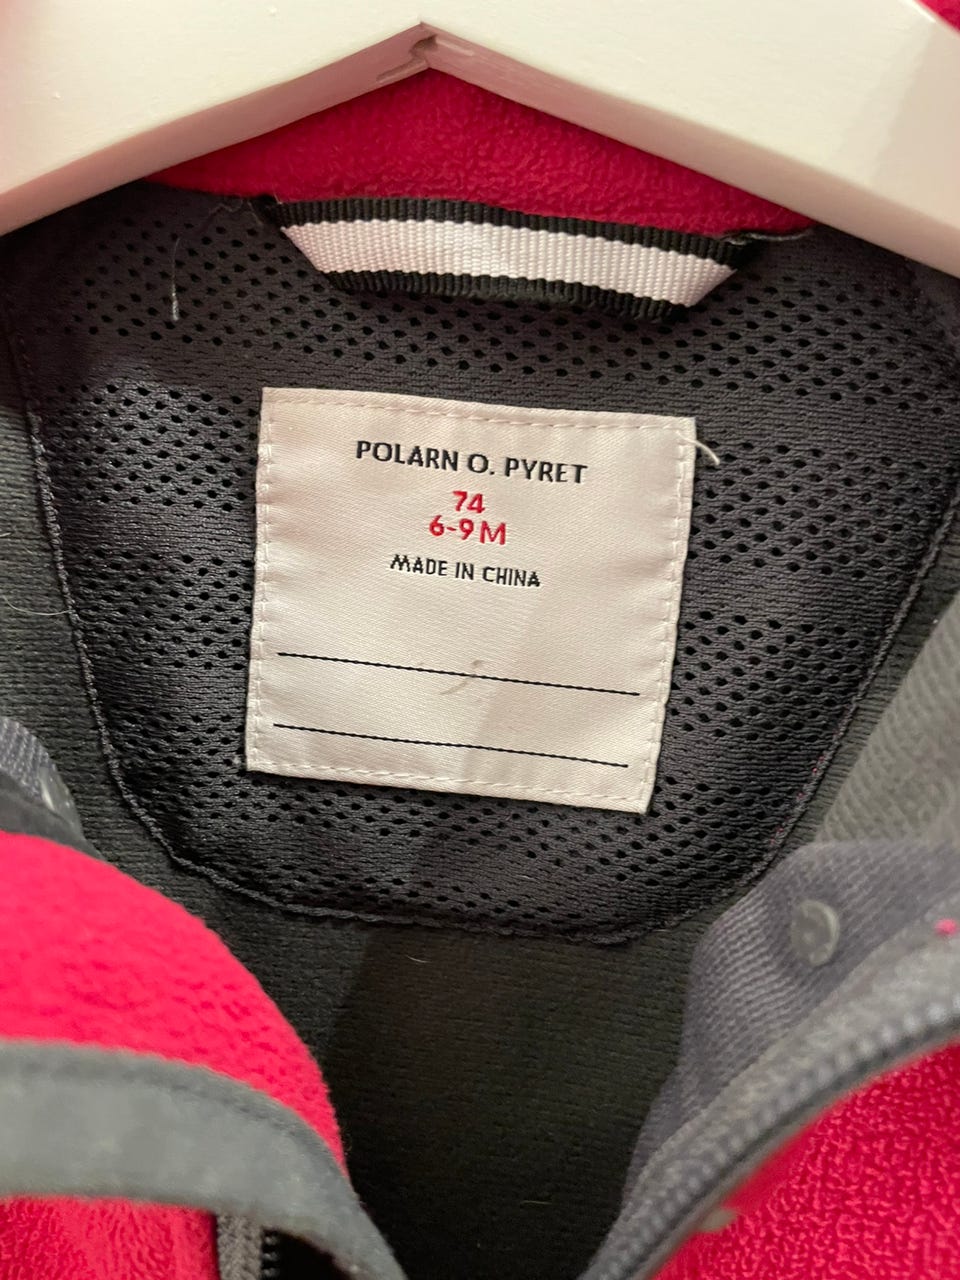 POLARN O. PYRET
74
6-9M
MADE IN CHINA